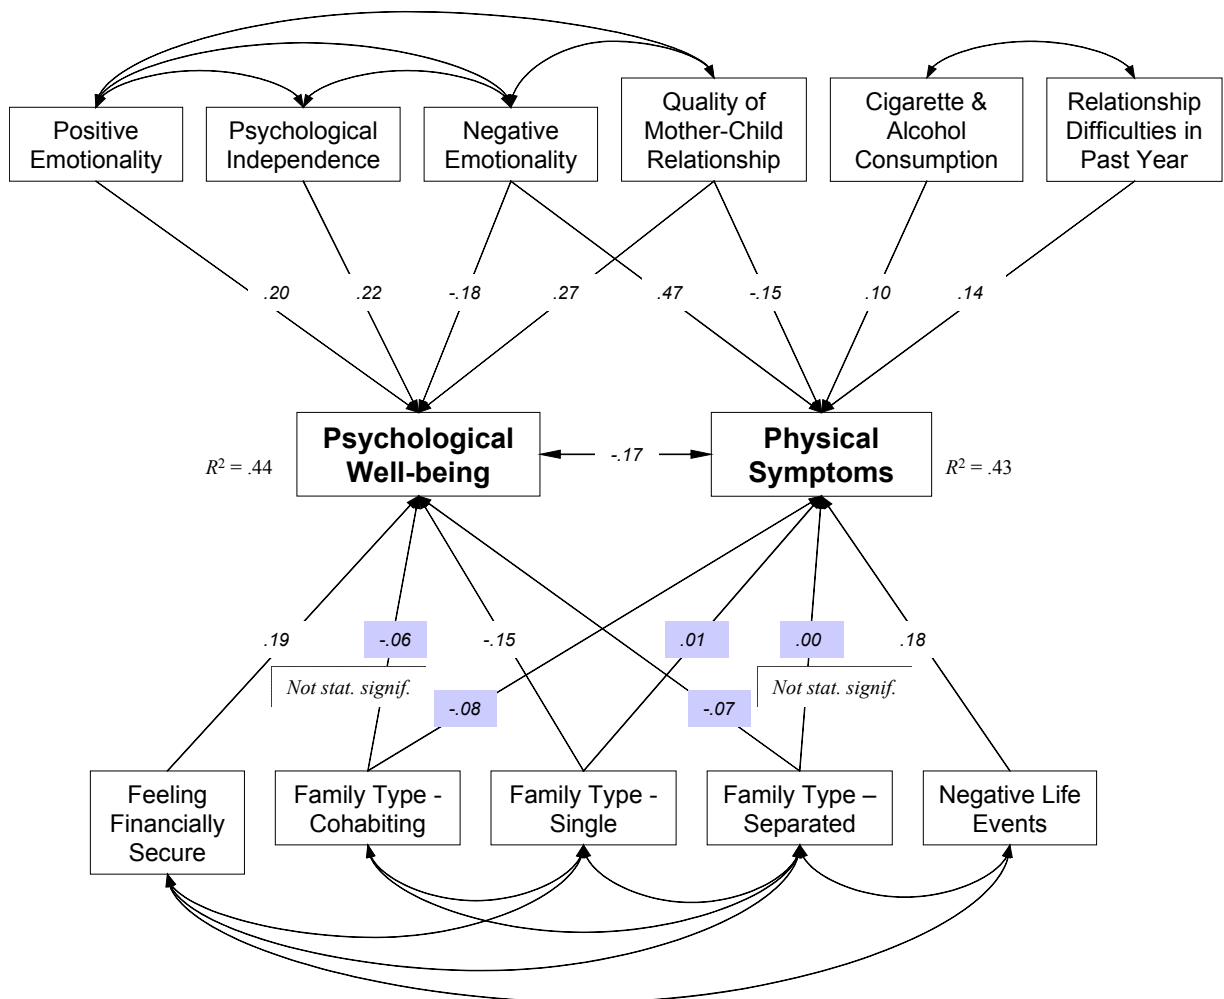 Positive
Emotionality
Psychological
Independence
Negative
Emotionality
Quality of
Mother-Child
Relationship
Cigarette &
Alcohol
Consumption
Relationship
Difficulties in
Past Year
.20
.22
-.18
.27
.47
-.15
.10
.14
R² = .44
Psychological
Well-being
-.17
Physical
Symptoms
R² = .43
.19
-.06
-.15
.01
.00
.18
Not stat. signif.
Not stat. signif.
-.08
-.07
Feeling
Financially
Secure
Family Type -
Cohabiting
Family Type -
Single
Family Type –
Separated
Negative Life
Events